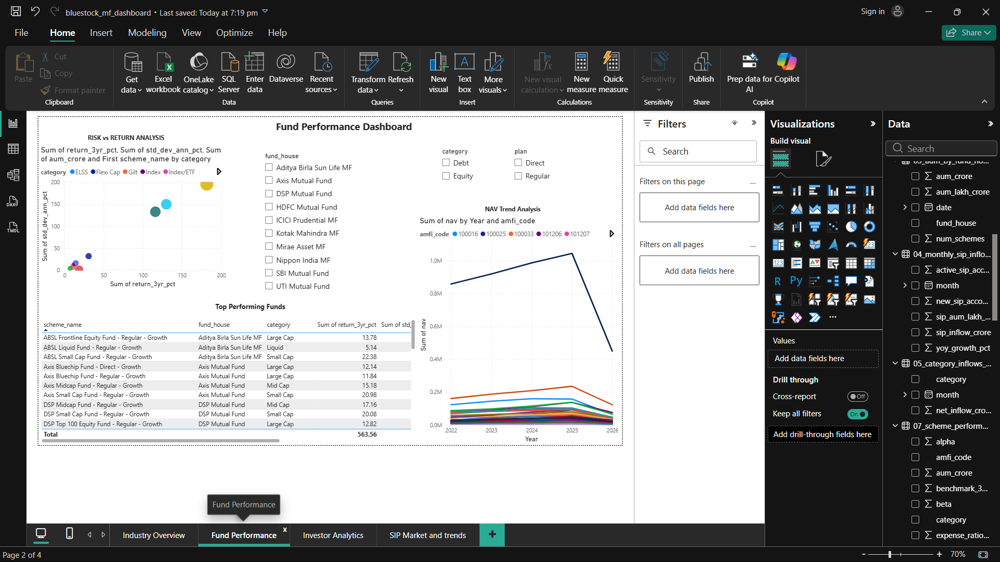 bluestock_mf_dashboard • Last saved: Today at 7:19 pm
Sign in
File
Home
Insert
Modeling
View
Optimize
Help
Share
Paste
Cut
Copy
Format painter
Clipboard
Get data
Excel workbook
OneLake catalog
SQL Server
Enter data
Dataverse
Recent sources
Data
Transform data
Refresh
Queries
New visual
Text box
More visuals
Insert
New visual calculation
New measure
Quick measure
Calculations
Sensitivity
Sensitivity
Publish
Share
Prep data for AI
Copilot
Copilot
Fund Performance Dashboard
RISK vs RETURN ANALYSIS
Sum of return_3yr_pct, Sum of std_dev_ann_pct, Sum
of aum_crore and First scheme_name by category
category ELSS Flexi Cap Gilt Index Index/ETF
200
150
100
50
0
Sum of std_dev_ann_pct
0 50 100 150 200
Sum of return_3yr_pct
fund_house
Aditya Birla Sun Life MF
Axis Mutual Fund
DSP Mutual Fund
HDFC Mutual Fund
ICICI Prudential MF
Kotak Mahindra MF
Mirae Asset MF
Nippon India MF
SBI Mutual Fund
UTI Mutual Fund
category
Debt
Equity
plan
Direct
Regular
NAV Trend Analysis
Sum of nav by Year and amfi_code
amfi_code 100016 100025 100033 101206 101207
1.0M
0.8M
0.6M
0.4M
0.2M
0.0M
Sum of nav
2022 2023 2024 2025 2026
Year
Top Performing Funds
scheme_name fund_house category Sum of return_3yr_pct Sum of std_
ABSL Frontline Equity Fund - Regular - Growth Aditya Birla Sun Life MF Large Cap 13.78
ABSL Liquid Fund - Regular - Growth Aditya Birla Sun Life MF Liquid 5.14
ABSL Small Cap Fund - Regular - Growth Aditya Birla Sun Life MF Small Cap 22.38
Axis Bluechip Fund - Direct - Growth Axis Mutual Fund Large Cap 12.14
Axis Bluechip Fund - Regular - Growth Axis Mutual Fund Large Cap 11.84
Axis Midcap Fund - Regular - Growth Axis Mutual Fund Mid Cap 15.18
Axis Small Cap Fund - Regular - Growth Axis Mutual Fund Small Cap 20.98
DSP Midcap Fund - Regular - Growth DSP Mutual Fund Mid Cap 17.16
DSP Small Cap Fund - Regular - Growth DSP Mutual Fund Small Cap 20.08
DSP Top 100 Equity Fund - Regular - Growth DSP Mutual Fund Large Cap 12.82
Total 563.56
Filters
Search
Filters on this page
...
Add data fields here
Filters on all pages
...
Add data fields here
Visualizations
Build visual
123
123
R
Py
...
Values
Add data fields here
Drill through
Cross-report
Off
Keep all filters
On
Add drill-through fields here
Data
Search
03_aum_by_fund_ho...
aum_crore
aum_lakh_crore
date
fund_house
num_schemes
04_monthly_sip_inflo...
active_sip_acc...
month
new_sip_acco...
sip_aum_lakh_...
sip_inflow_crore
yoy_growth_pct
05_category_inflows_...
category
month
net_inflow_cro...
07_scheme_perform...
alpha
amfi_code
aum_crore
benchmark_3...
beta
category
expense_ratio...
DAX
TMDL
Fund Performance
Industry Overview
Fund Performance
x
Investor Analytics
SIP Market and trends
+
Page 2 of 4
- + 70%